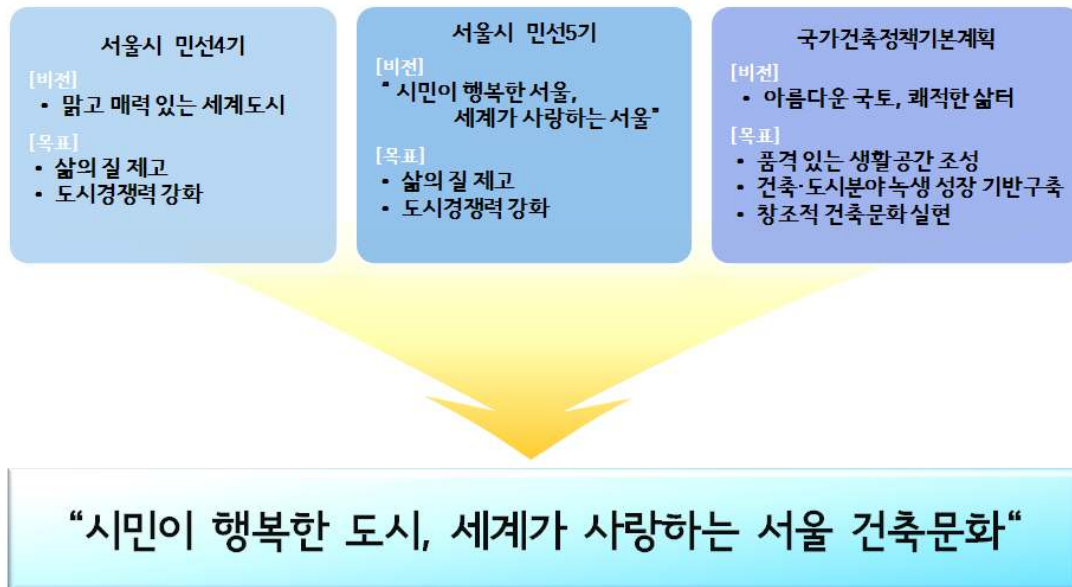 서울시 민선4기
[비전]
• 맑고 매력 있는 세계도시
[목표]
• 삶의 질 제고
• 도시경쟁력 강화
서울시 민선5기
[비전]
" 시민이 행복한 서울,
세계가 사랑하는 서울"
[목표]
• 삶의 질 제고
• 도시경쟁력 강화
국가건축정책기본계획
[비전]
• 아름다운 국토, 쾌적한 삶터
[목표]
• 품격 있는 생활공간 조성
• 건축·도시분야 녹생 성장 기반구축
• 창조적 건축문화 실현
“시민이 행복한 도시, 세계가 사랑하는 서울 건축문화“